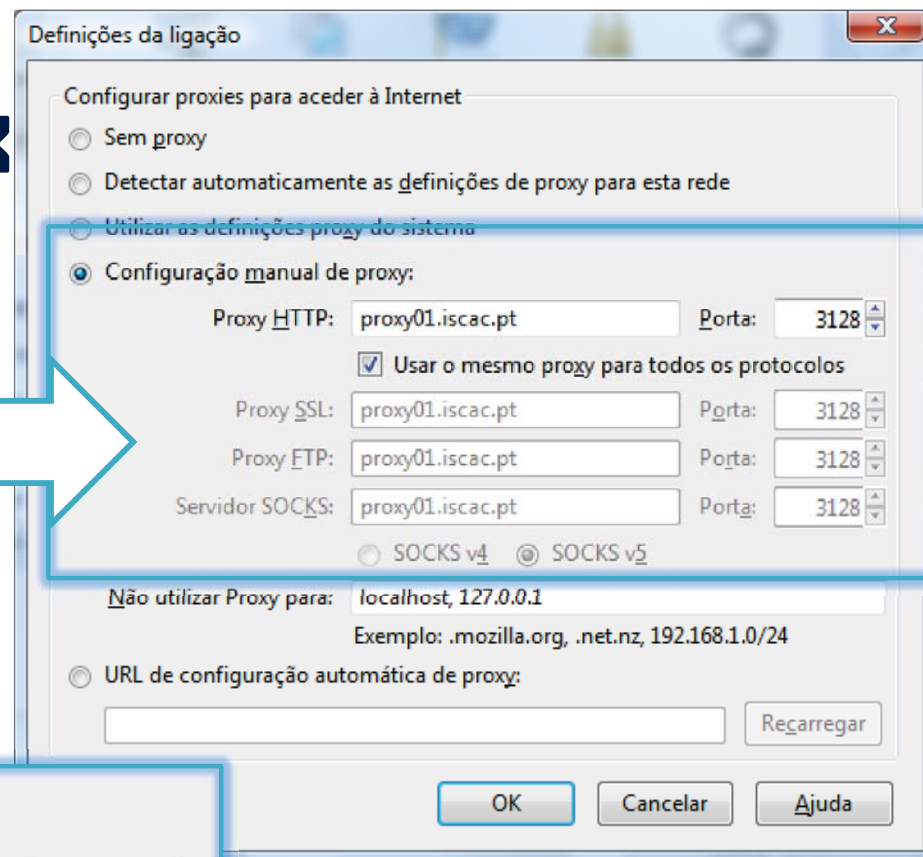 Definições da ligação
Configurar proxies para aceder à Internet
Sem proxy
Detectar automaticamente as definições de proxy para esta rede
Utilizar as definições proxy do sistema
Configuração manual de proxy:
Proxy HTTP: proxy01.iscac.pt Porta: 3128
Usar o mesmo proxy para todos os protocolos
Proxy SSL: proxy01.iscac.pt Porta: 3128
Proxy FTP: proxy01.iscac.pt Porta: 3128
Servidor SOCKS: proxy01.iscac.pt Porta: 3128
SOCKS v4 SOCKS v5
Não utilizar Proxy para: localhost, 127.0.0.1
Exemplo: .mozilla.org, .net.nz, 192.168.1.0/24
URL de configuração automática de proxy:
Recarregar
OK Cancelar Ajuda